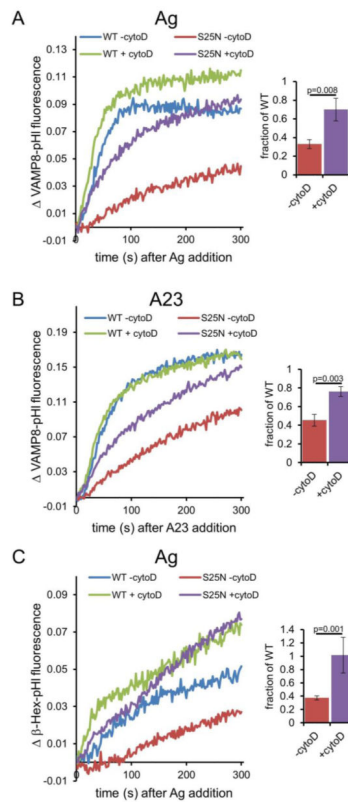 A
Ag
WT -cytoD
S25N -cytoD
WT + cytoD
S25N +cytoD
Δ VAMP8-pHl fluorescence
0.13
0.11
0.09
0.07
0.05
0.03
0.01
-0.01
0
100
200
300
time (s) after Ag addition
fraction of WT
p=0.008
1
0.8
0.6
0.4
0.2
0
-cytoD
+cytoD
B
A23
WT -cytoD
S25N -cytoD
WT + cytoD
S25N +cytoD
Δ VAMP8-pHl fluorescence
0.19
0.15
0.11
0.07
0.03
-0.01
0
100
200
300
time (s) after A23 addition
fraction of WT
p=0.003
1
0.8
0.6
0.4
0.2
0
-cytoD
+cytoD
C
Ag
WT -cytoD
S25N -cytoD
WT + cytoD
S25N +cytoD
Δ β-Hex-pHl fluorescence
0.09
0.07
0.05
0.03
0.01
-0.01
0
100
200
300
time (s) after Ag addition
fraction of WT
p=0.001
1.4
1.2
1
0.8
0.6
0.4
0.2
0
-cytoD
+cytoD